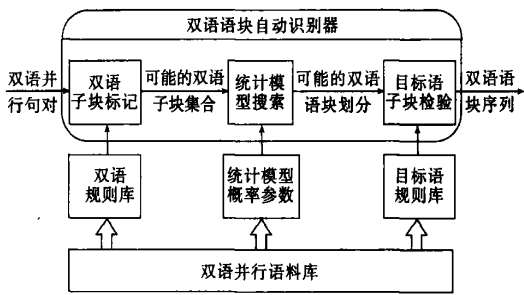 双语语块自动识别器
双语并
行句对
双语
子块标记
可能的双语
子块集合
统计模
型搜索
可能的双语
语块划分
目标语
子块检验
双语语
块序列
双语
规则库
统计模型
概率参数
目标语
规则库
双语并行语料库